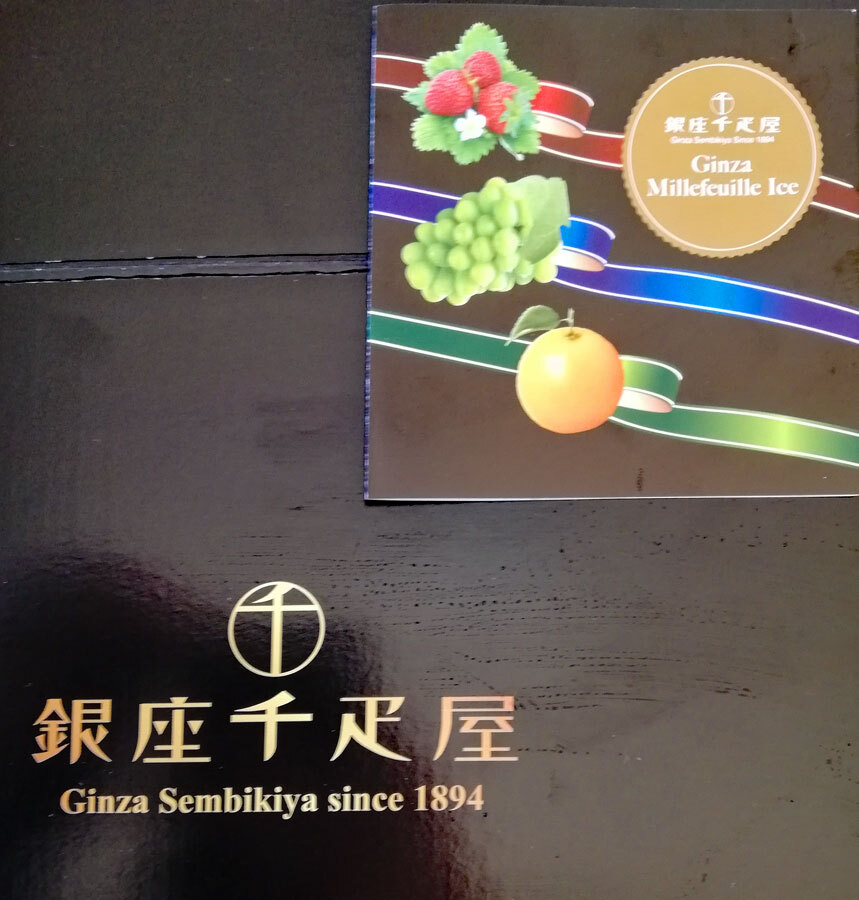 銀座千疋屋
Ginza Sembikiya Since 1894
Ginza
Millefeuille Ice
千
銀座千疋屋
Ginza Sembikiya since 1894